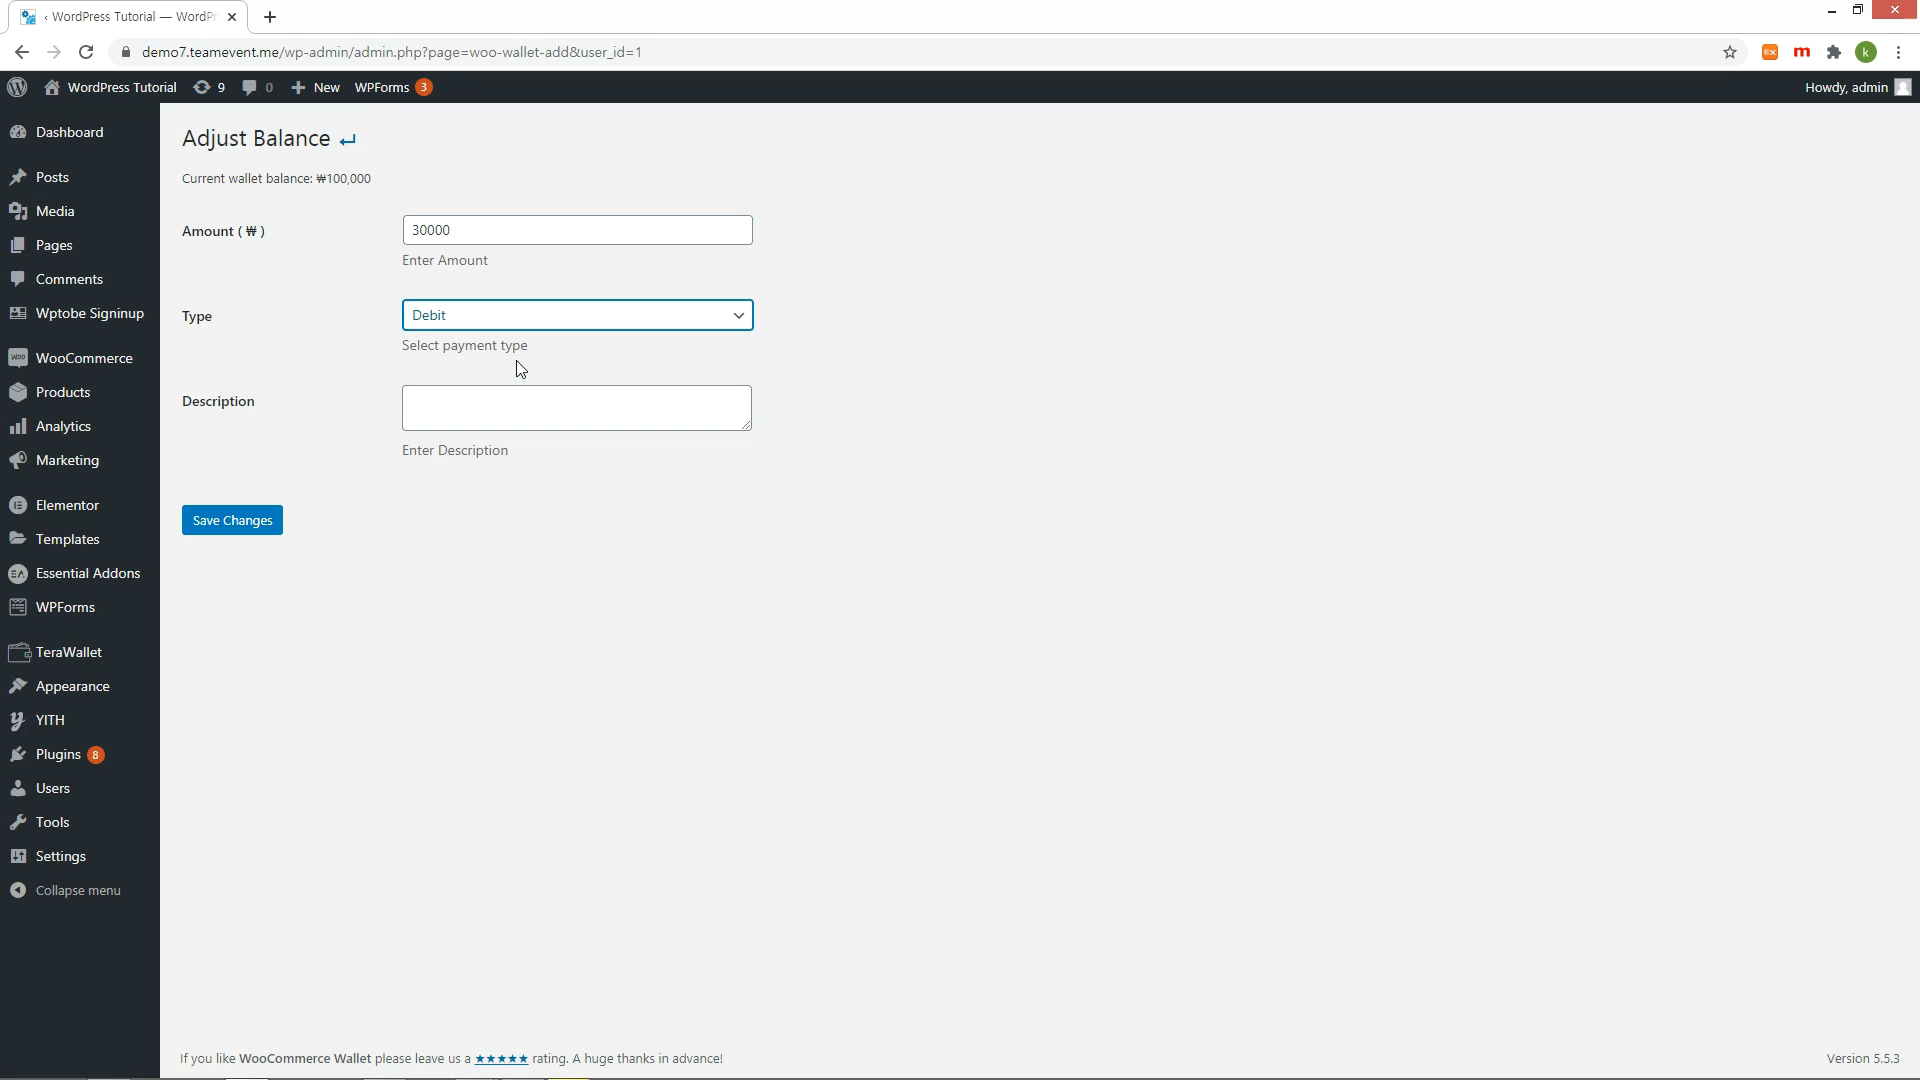 ‹ WordPress Tutorial — WordPr
demo7.teamevent.me/wp-admin/admin.php?page=woo-wallet-add&user_id=1
EX
m
k
WordPress Tutorial 9 0 New WPForms 3 Howdy, admin
Dashboard
Posts
Media
Pages
Comments
Wptobe Signinup
WOO
WooCommerce
Products
Analytics
Marketing
Elementor
Templates
Essential Addons
WPForms
TeraWallet
Appearance
YITH
Plugins 8
Users
Tools
Settings
Collapse menu
Adjust Balance
Current wallet balance: ₩100,000
Amount ( ₩ ) 30000
Enter Amount
Type Debit
Select payment type
Description
Enter Description
Save Changes
If you like WooCommerce Wallet please leave us a ★★★★★ rating. A huge thanks in advance!
Version 5.5.3